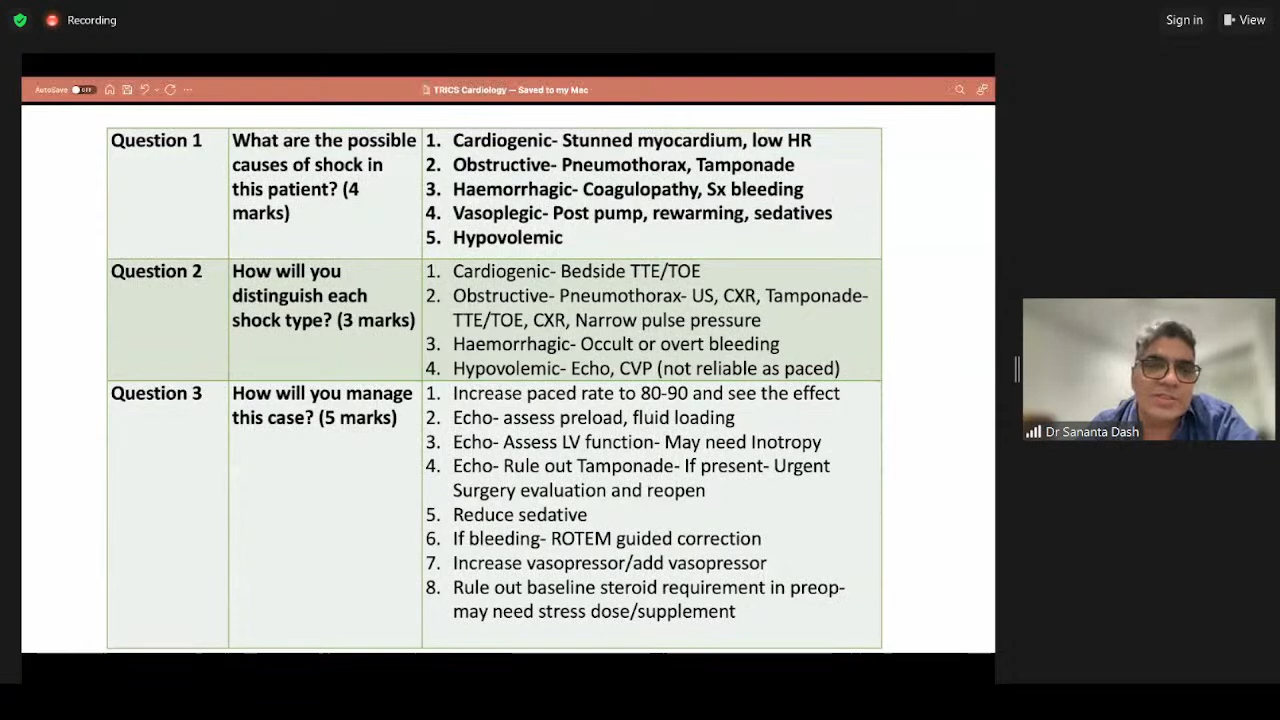 Recording
Sign in
View
AutoSave OFF
TRICS Cardiology — Saved to my Mac
Question 1
What are the possible
causes of shock in
this patient? (4
marks)
1. Cardiogenic- Stunned myocardium, low HR
2. Obstructive- Pneumothorax, Tamponade
3. Haemorrhagic- Coagulopathy, Sx bleeding
4. Vasoplegic- Post pump, rewarming, sedatives
5. Hypovolemic
Question 2
How will you
distinguish each
shock type? (3 marks)
1. Cardiogenic- Bedside TTE/TOE
2. Obstructive- Pneumothorax- US, CXR, Tamponade-
TTE/TOE, CXR, Narrow pulse pressure
3. Haemorrhagic- Occult or overt bleeding
4. Hypovolemic- Echo, CVP (not reliable as paced)
Question 3
How will you manage
this case? (5 marks)
1. Increase paced rate to 80-90 and see the effect
2. Echo- assess preload, fluid loading
3. Echo- Assess LV function- May need Inotropy
4. Echo- Rule out Tamponade- If present- Urgent
Surgery evaluation and reopen
5. Reduce sedative
6. If bleeding- ROTEM guided correction
7. Increase vasopressor/add vasopressor
8. Rule out baseline steroid requirement in preop-
may need stress dose/supplement
Dr Sananta Dash